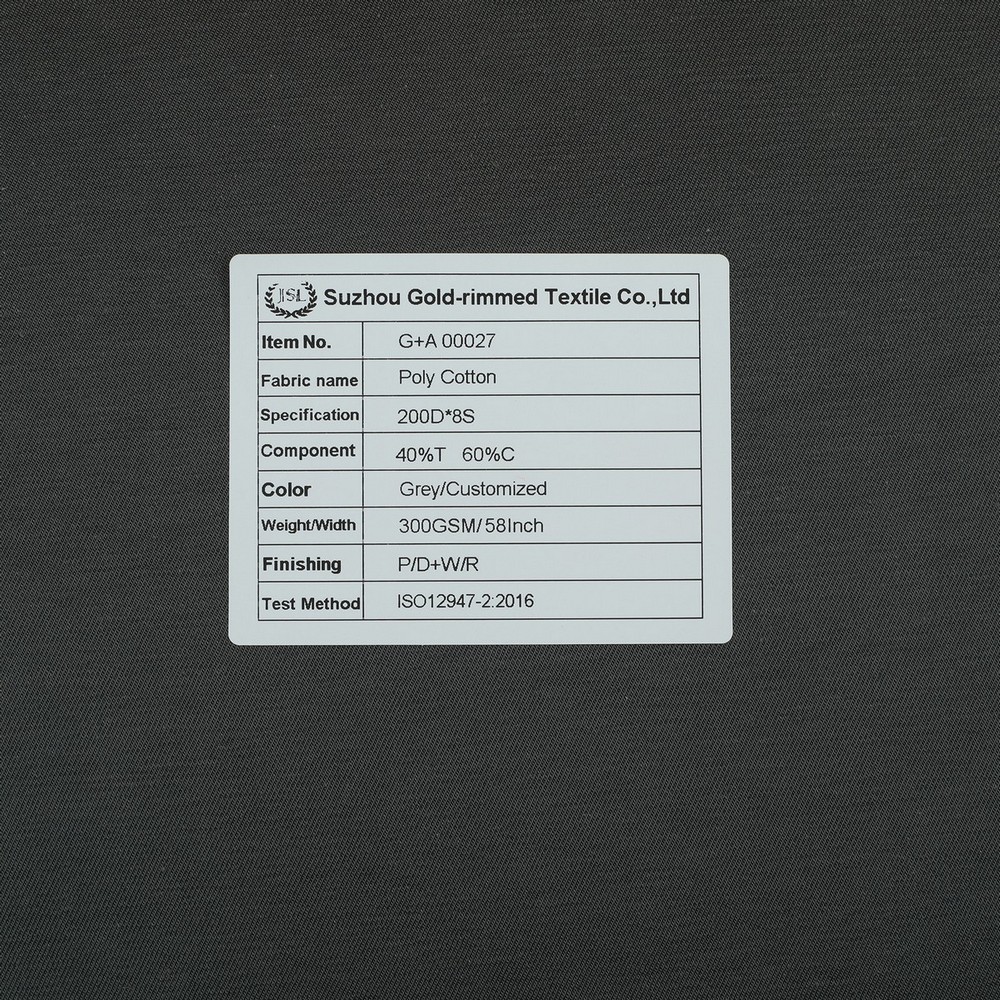 JSL Suzhou Gold-rimmed Textile Co.,Ltd
Item No. G+A 00027
Fabric name Poly Cotton
Specification 200D*8S
Component 40%T 60%C
Color Grey/Customized
Weight/Width 300GSM/58Inch
Finishing P/D+W/R
Test Method ISO12947-2:2016